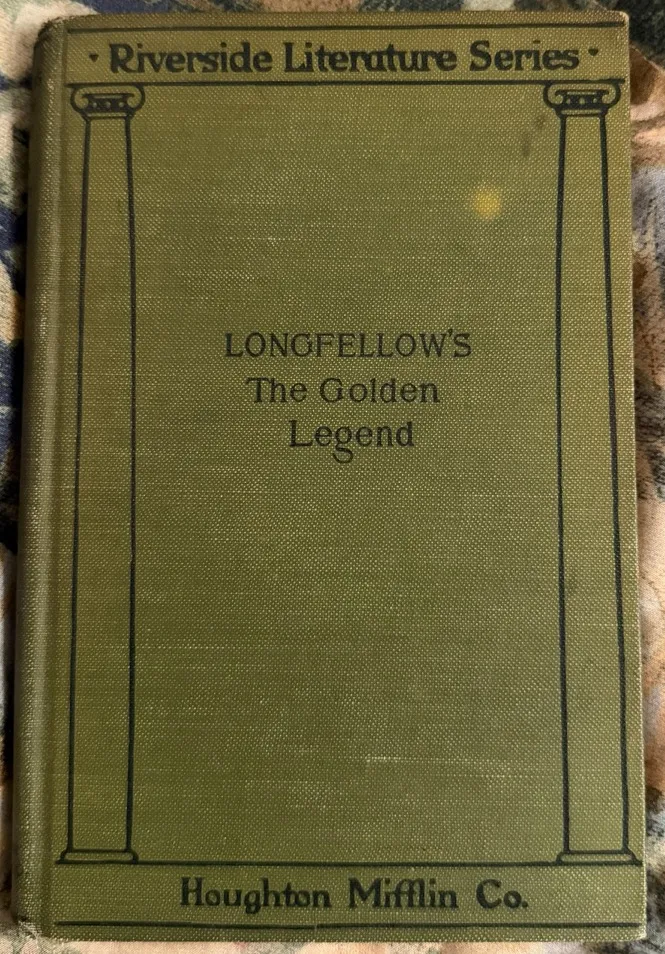 · Riverside Literature Series ·
LONGFELLOW'S
The Golden
Legend
Houghton Mifflin Co.